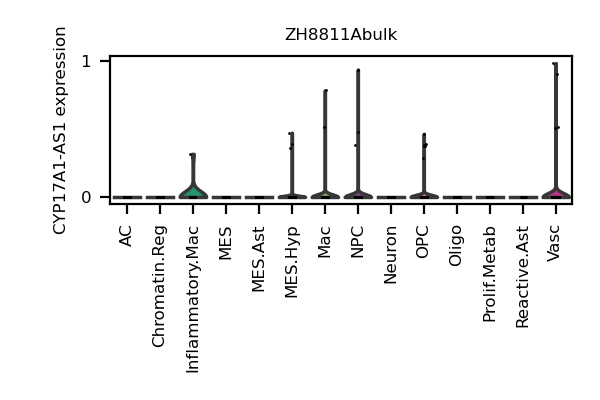 ZH8811Abulk
CYP17A1-AS1 expression
1
0
AC
Chromatin.Reg
Inflammatory.Mac
MES
MES.Ast
MES.Hyp
Mac
NPC
Neuron
OPC
Oligo
Prolif.Metab
Reactive.Ast
Vasc